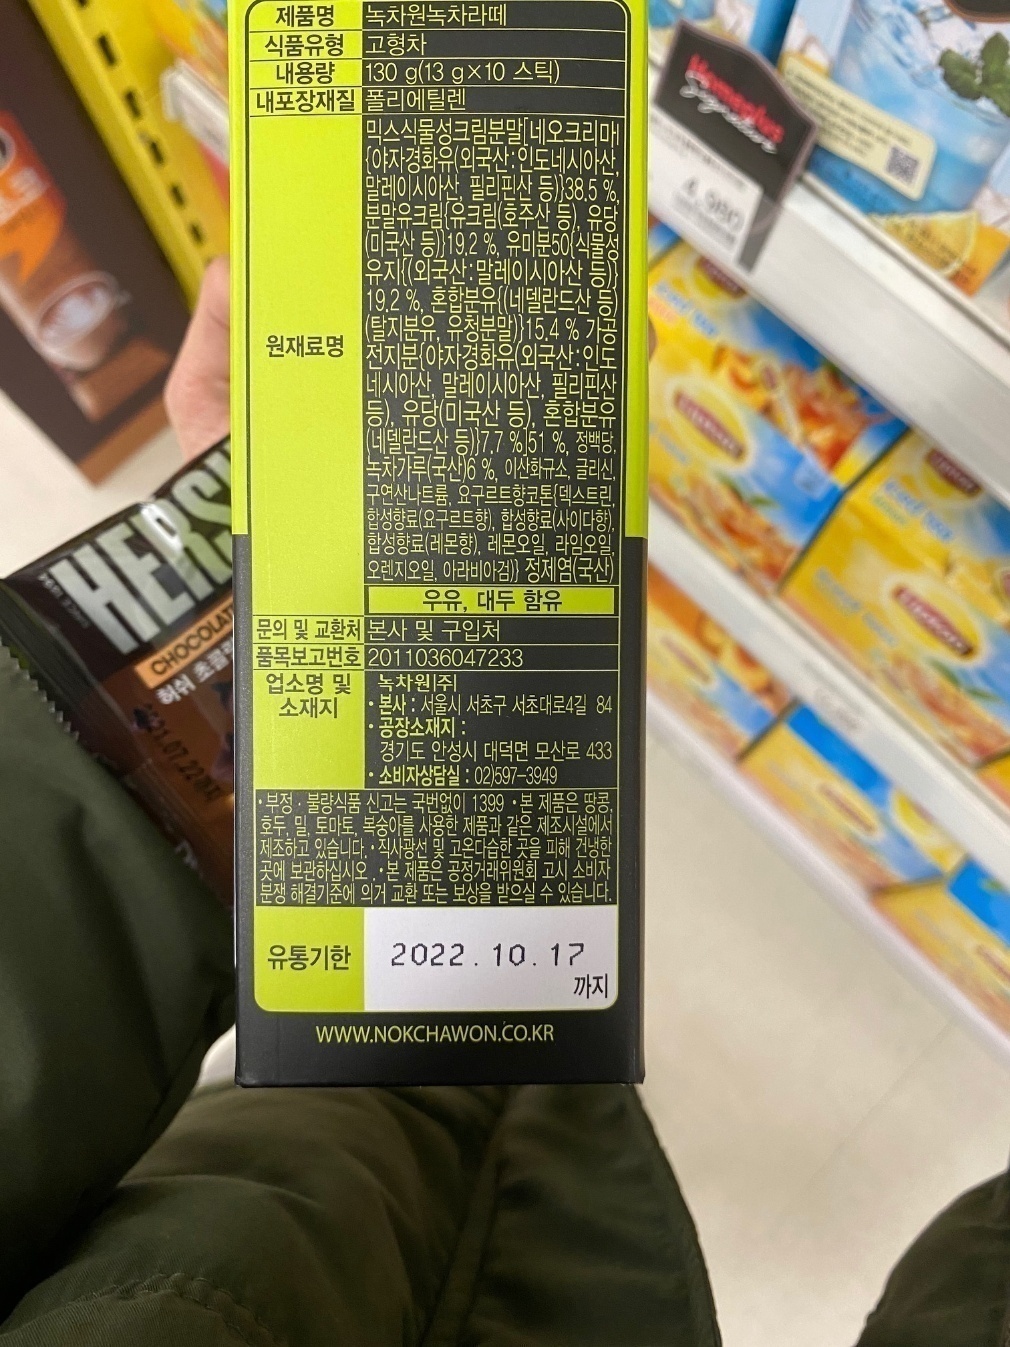 제품명 녹차원녹차라떼
식품유형 고형차
내용량 130 g(13 g×10 스틱)
내포장재질 폴리에틸렌
원재료명
믹스식물성크림분말[네오크리마
{야자경화유(외국산:인도네시아산,
말레이시아산, 필리핀산 등)}38.5 %,
분말유크림{유크림(호주산 등), 유당
(미국산 등)}19.2 %, 유미분50{식물성
유지{(외국산:말레이시아산 등)}
19.2 %, 혼합분유{(네델란드산 등)
(탈지분유, 유청분말)}15.4 % 가공
전지분{야자경화유(외국산:인도
네시아산, 말레이시아산, 필리핀산
등), 유당(미국산 등), 혼합분유
(네델란드산 등)}7.7 %]51 %, 정백당,
녹차가루(국산)6 %, 이산화규소, 글리신,
구연산나트륨, 요구르트향코튼{덱스트린,
합성향료(요구르트향), 합성향료(사이다향),
합성향료(레몬향), 레몬오일, 라임오일,
오렌지오일, 아라비아검)} 정제염(국산)
우유, 대두 함유
문의 및 교환처 본사 및 구입처
품목보고번호 2011036047233
업소명 및
소재지
녹차원(주)
• 본사 : 서울시 서초구 서초대로4길 84
• 공장소재지 :
경기도 안성시 대덕면 모산로 433
• 소비자상담실 : 02)597-3949
•부정·불량식품 신고는 국번없이 1399 •본 제품은 땅콩,
호두, 밀, 토마토, 복숭아를 사용한 제품과 같은 제조시설에서
제조하고 있습니다. •직사광선 및 고온다습한 곳을 피해 건냉한
곳에 보관하십시오. •본 제품은 공정거래위원회 고시 소비자
분쟁 해결기준에 의거 교환 또는 보상을 받으실 수 있습니다.
유통기한 2022.10.17
까지
WWW.NOKCHAWON.CO.KR
HERS
CHOCOLAT
허쉬 초콜
Homeplus
4,980
Lipton
Lipton